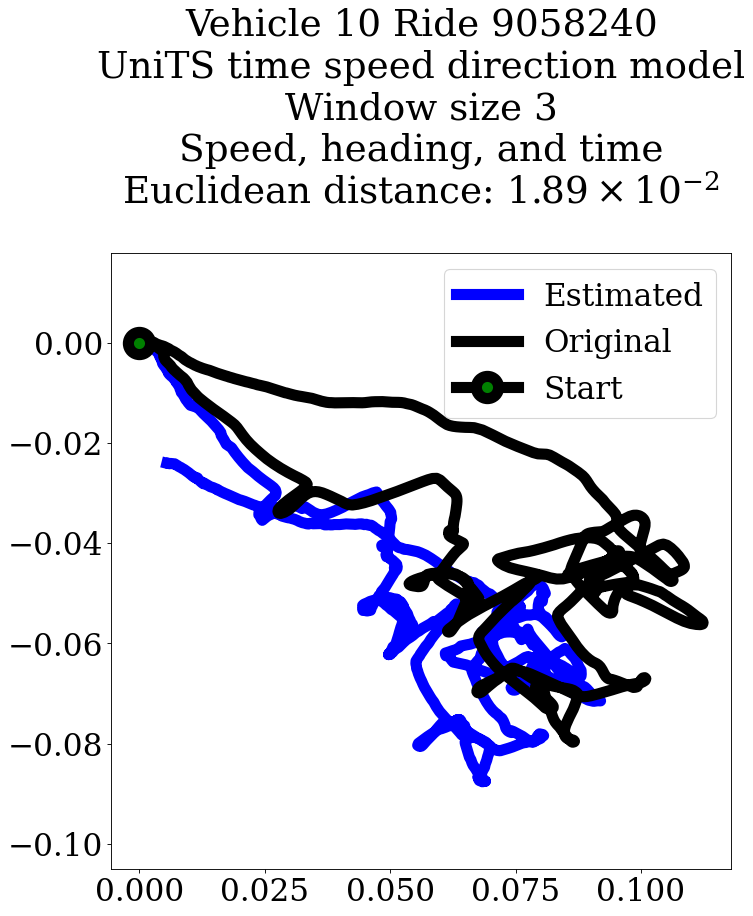 Vehicle 10 Ride 9058240
UniTS time speed direction model
Window size 3
Speed, heading, and time
Euclidean distance: 1.89 × 10⁻²
Estimated
Original
Start
0.00
−0.02
−0.04
−0.06
−0.08
−0.10
0.000 0.025 0.050 0.075 0.100